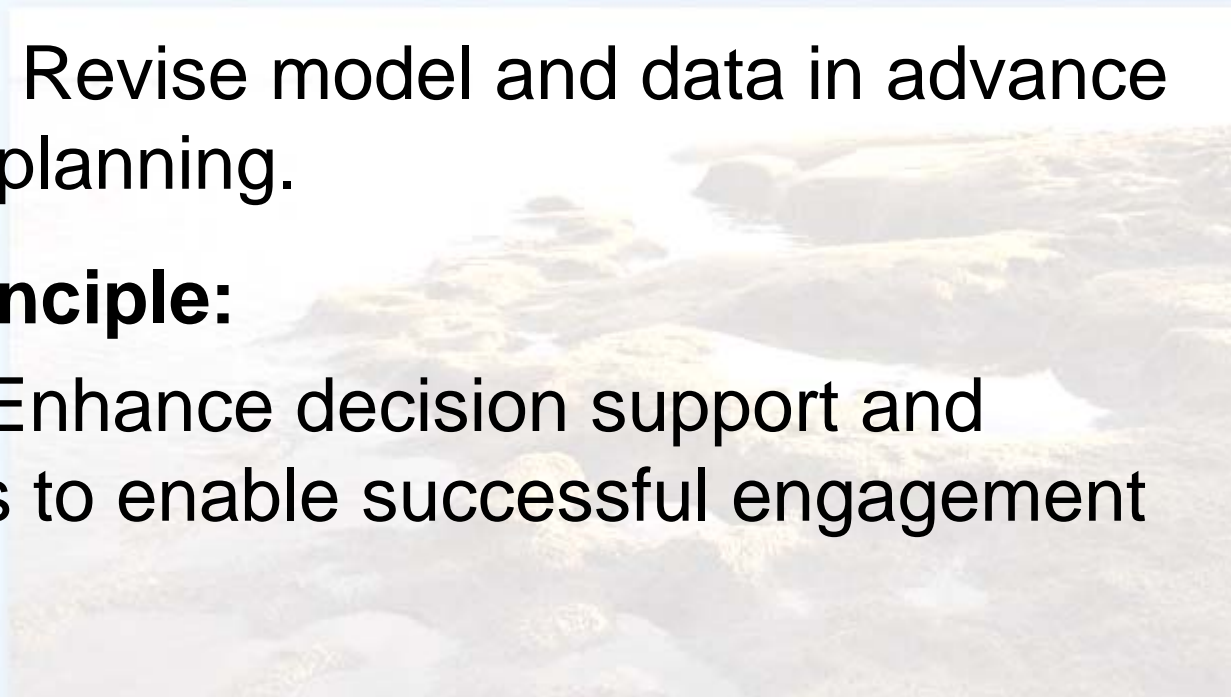 Revise model and data in advance
planning.
nciple:
Enhance decision support and
s to enable successful engagement